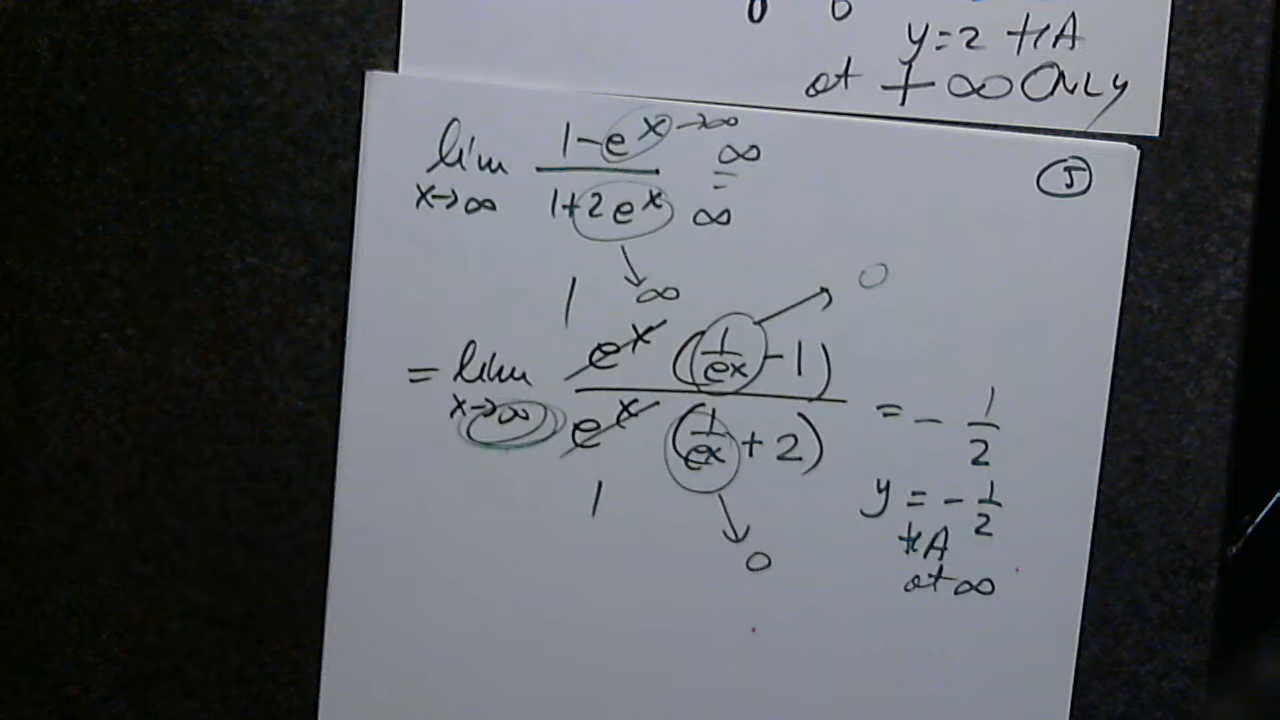 y=2 HA
at +∞ ONLY
lim x→∞ (1-e^x)/(1+2e^x) →∞ = ∞/∞
⑤
1 ∞ 0
= lim x→∞ e^x (1/e^x - 1) / e^x (1/e^x + 2) = - 1/2
1 y = - 1/2
HA
0 at ∞